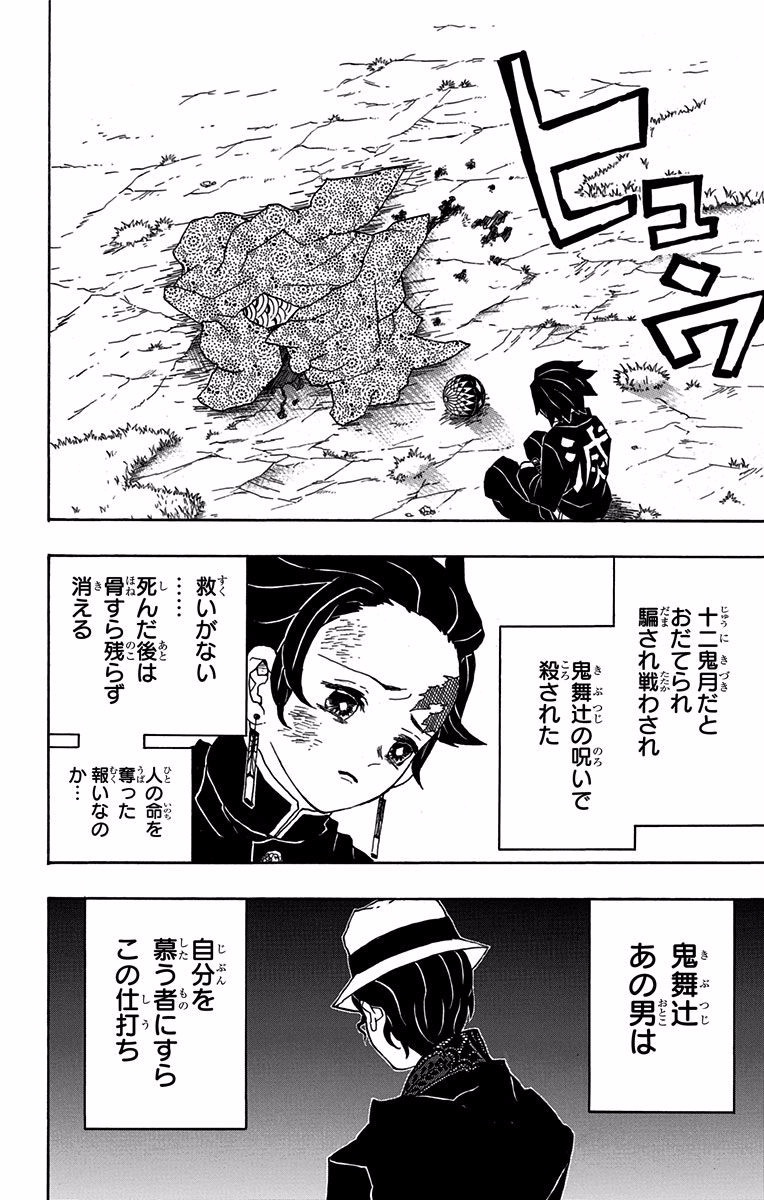 ヒュウ
滅
十二鬼月だと
おだてられ
騙され戦わされ
鬼舞辻の呪いで
殺された
救いがない
……
死んだ後は
骨すら残らず
消える
人の命を
奪った
報いなの
か…
鬼舞辻
あの男は
自分を
慕う者にすら
この仕打ち